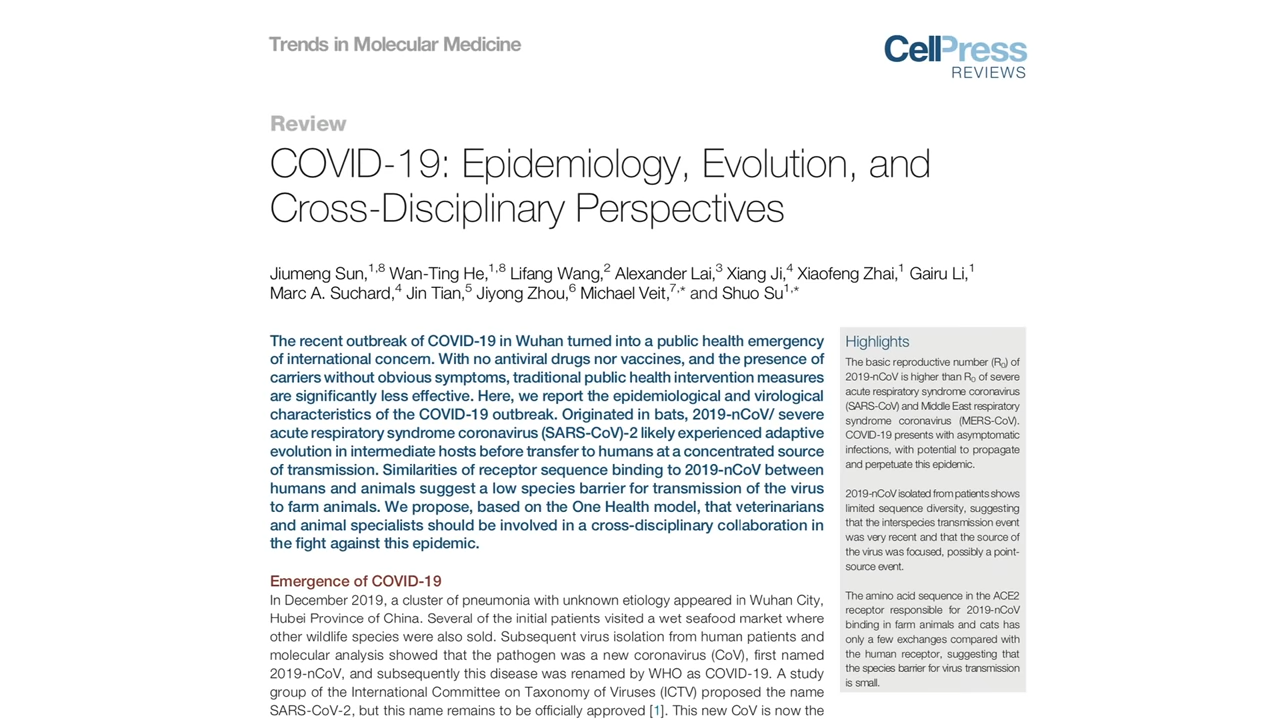 Trends in Molecular Medicine
CellPress
REVIEWS
Review
COVID-19: Epidemiology, Evolution, and
Cross-Disciplinary Perspectives
Jiumeng Sun,1,8 Wan-Ting He,1,8 Lifang Wang,2 Alexander Lai,3 Xiang Ji,4 Xiaofeng Zhai,1 Gairu Li,1
Marc A. Suchard,4 Jin Tian,5 Jiyong Zhou,6 Michael Veit,7,* and Shuo Su1,*
The recent outbreak of COVID-19 in Wuhan turned into a public health emergency
of international concern. With no antiviral drugs nor vaccines, and the presence of
carriers without obvious symptoms, traditional public health intervention measures
are significantly less effective. Here, we report the epidemiological and virological
characteristics of the COVID-19 outbreak. Originated in bats, 2019-nCoV/ severe
acute respiratory syndrome coronavirus (SARS-CoV)-2 likely experienced adaptive
evolution in intermediate hosts before transfer to humans at a concentrated source
of transmission. Similarities of receptor sequence binding to 2019-nCoV between
humans and animals suggest a low species barrier for transmission of the virus
to farm animals. We propose, based on the One Health model, that veterinarians
and animal specialists should be involved in a cross-disciplinary collaboration in
the fight against this epidemic.
Emergence of COVID-19
In December 2019, a cluster of pneumonia with unknown etiology appeared in Wuhan City,
Hubei Province of China. Several of the initial patients visited a wet seafood market where
other wildlife species were also sold. Subsequent virus isolation from human patients and
molecular analysis showed that the pathogen was a new coronavirus (CoV), first named
2019-nCoV, and subsequently this disease was renamed by WHO as COVID-19. A study
group of the International Committee on Taxonomy of Viruses (ICTV) proposed the name
SARS-CoV-2, but this name remains to be officially approved [1]. This new CoV is now the
Highlights
The basic reproductive number (R0) of
2019-nCoV is higher than R0 of severe
acute respiratory syndrome coronavirus
(SARS-CoV) and Middle East respiratory
syndrome coronavirus (MERS-CoV).
COVID-19 presents with asymptomatic
infections, with potential to propagate
and perpetuate this epidemic.
2019-nCoV isolated from patients shows
limited sequence diversity, suggesting
that the interspecies transmission event
was very recent and that the source of
the virus was focused, possibly a point-
source event.
The amino acid sequence in the ACE2
receptor responsible for 2019-nCoV
binding in farm animals and cats has
only a few exchanges compared with
the human receptor, suggesting that
the species barrier for virus transmission
is small.